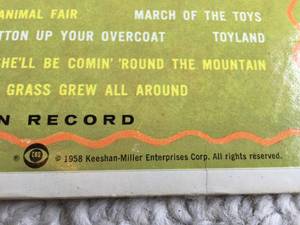 ANIMAL FAIR MARCH OF THE TOYS
TTON UP YOUR OVERCOAT TOYLAND
HE'LL BE COMIN' 'ROUND THE MOUNTAIN
GRASS GREW ALL AROUND
N RECORD
CBS © 1958 Keeshan-Miller Enterprises Corp. All rights reserved.